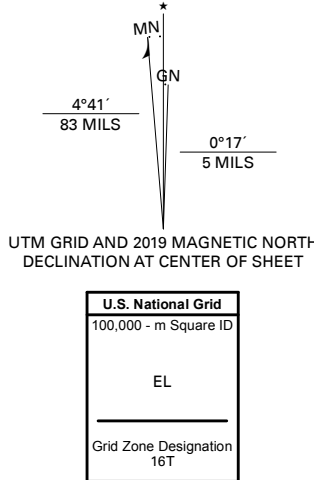 MN
GN
4°41´
83 MILS
0°17´
5 MILS
UTM GRID AND 2019 MAGNETIC NORTH
DECLINATION AT CENTER OF SHEET
U.S. National Grid
100,000 - m Square ID
EL
Grid Zone Designation
16T